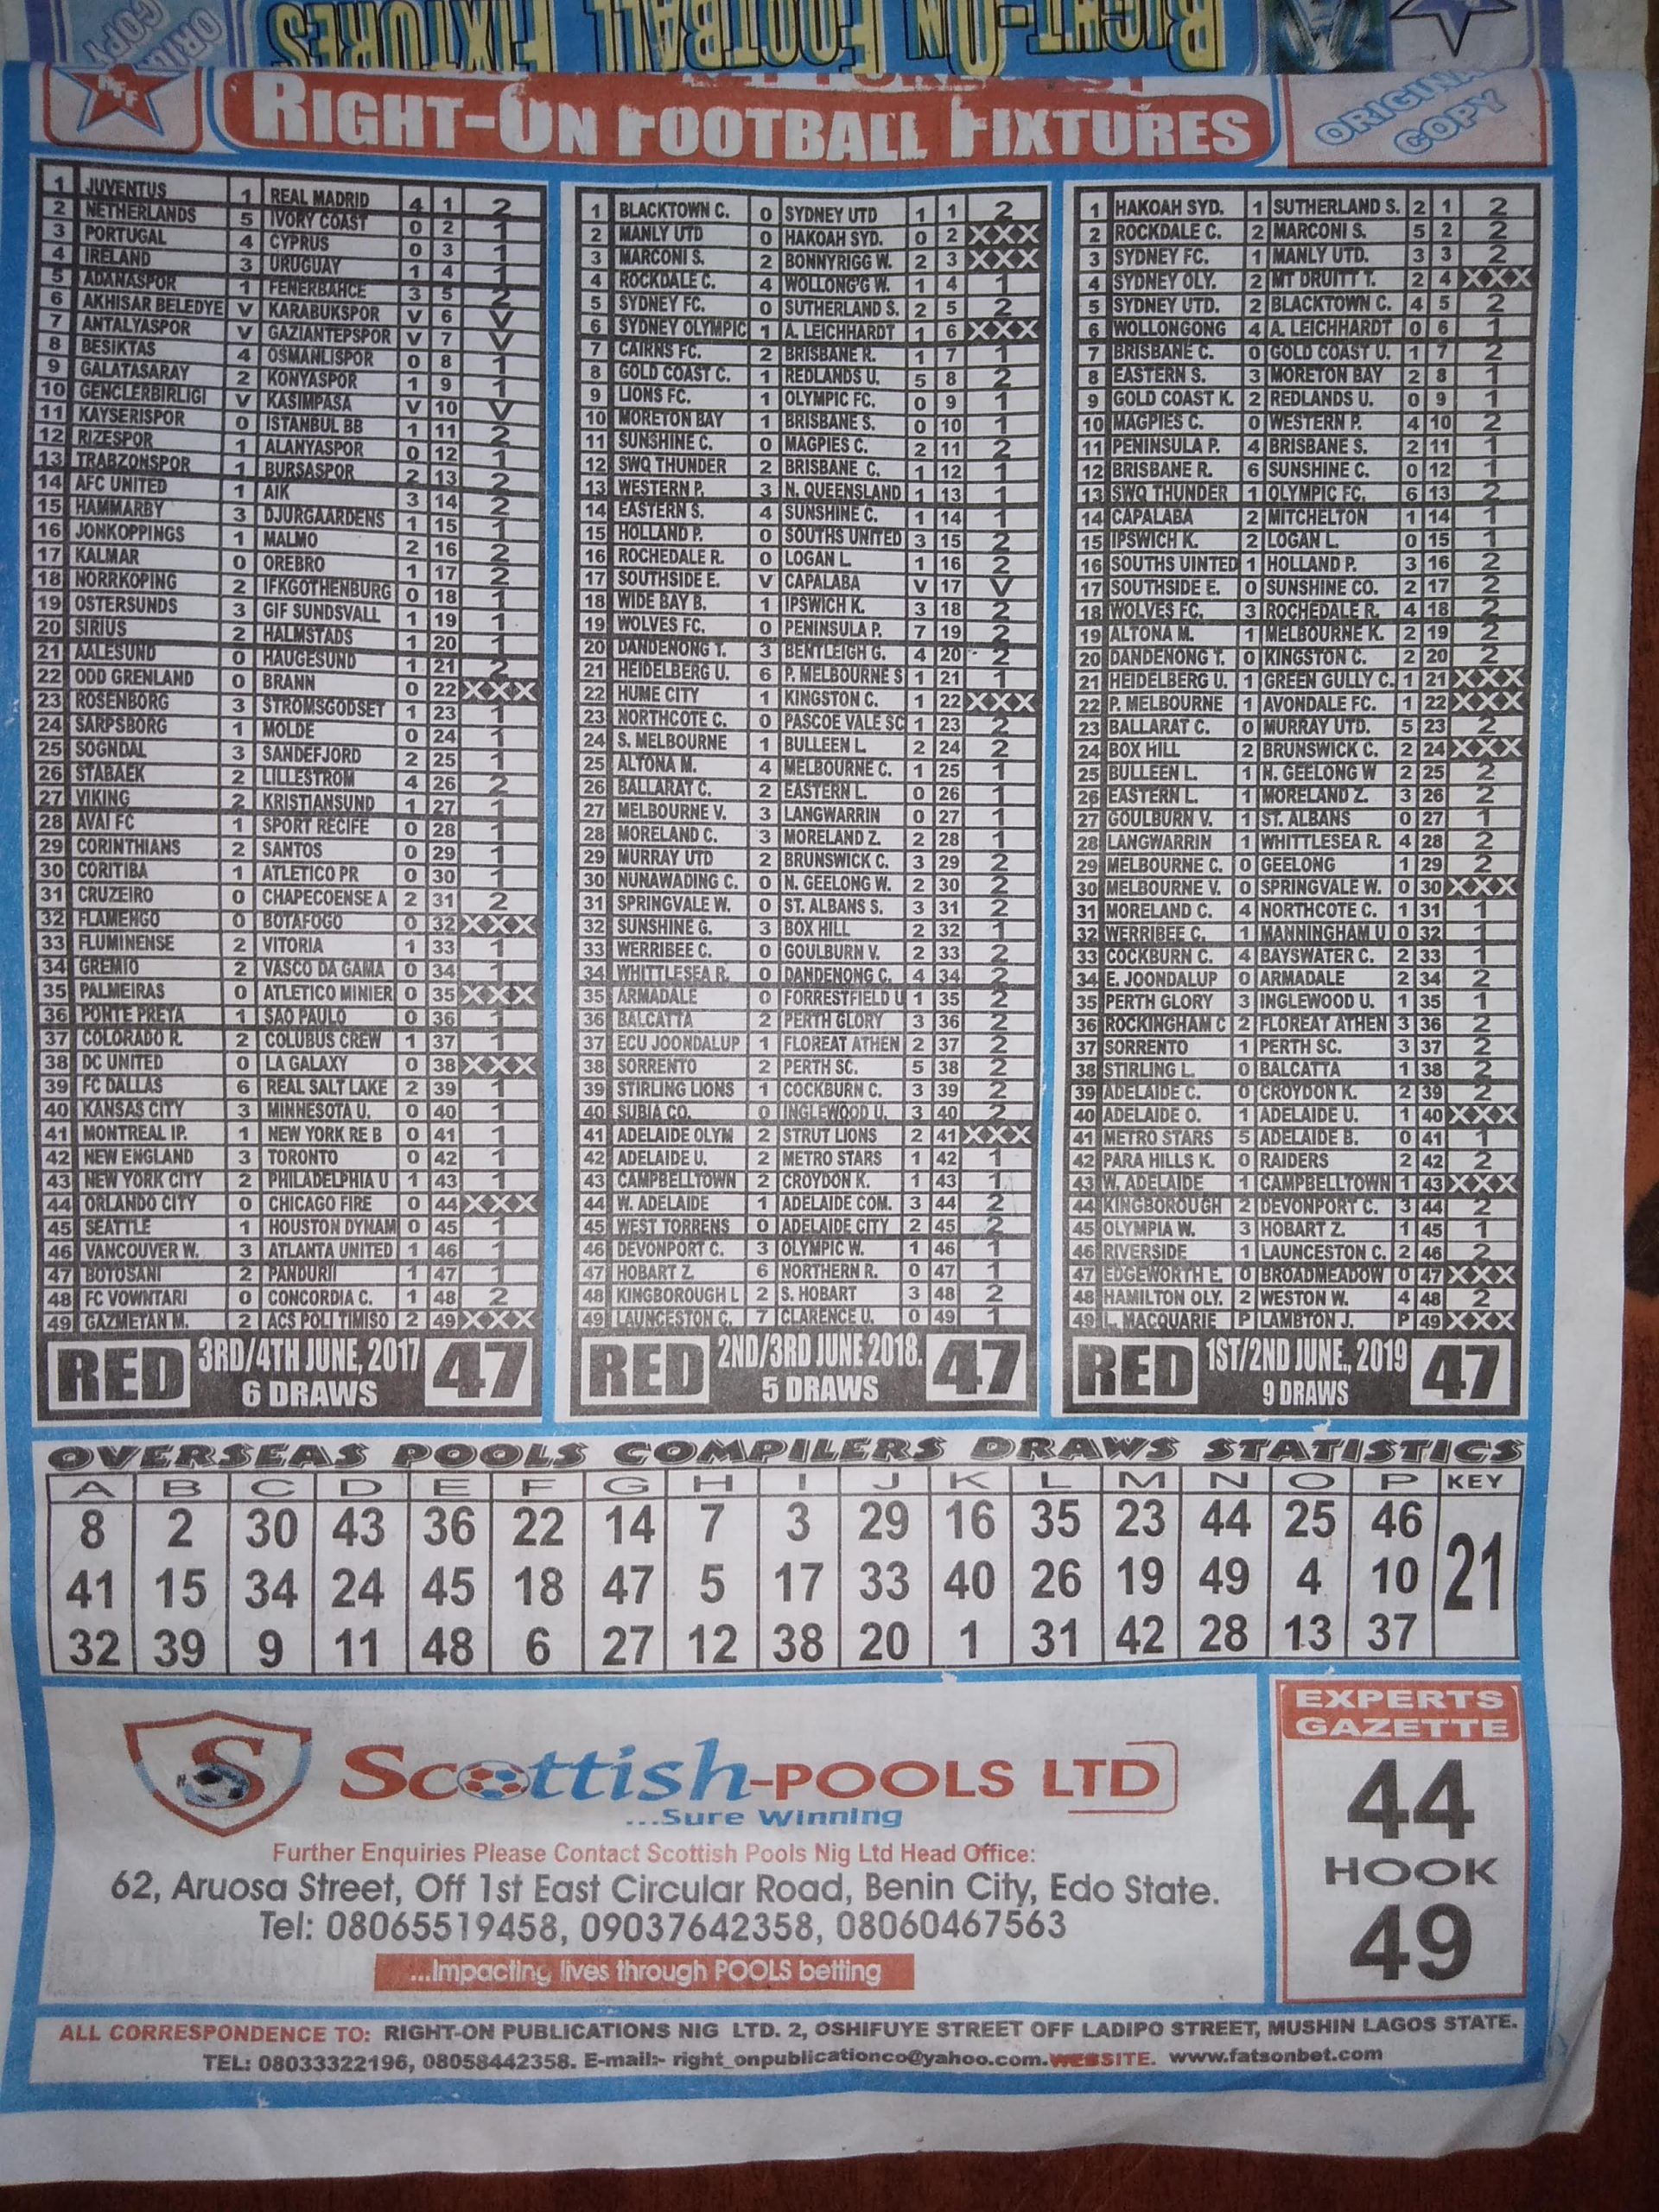 RIGHT-ON FOOTBALL FIXTURES
ORIGINAL COPY
RFF
RIGHT-ON FOOTBALL FIXTURES
ORIGINAL COPY
1 JUVENTUS 1 REAL MADRID 4 1 2
2 NETHERLANDS 5 IVORY COAST 0 2 1
3 PORTUGAL 4 CYPRUS 0 3 1
4 IRELAND 3 URUGUAY 1 4 1
5 ADANASPOR 1 FENERBAHCE 3 5 2
6 AKHISAR BELEDYE V KARABUKSPOR V 6 V
7 ANTALYASPOR V GAZIANTEPSPOR V 7 V
8 BESIKTAS 4 OSMANLISPOR 0 8 1
9 GALATASARAY 2 KONYASPOR 1 9 1
10 GENCLERBIRLIGI V KASIMPASA V 10 V
11 KAYSERISPOR 0 ISTANBUL BB 1 11 2
12 RIZESPOR 1 ALANYASPOR 0 12 1
13 TRABZONSPOR 1 BURSASPOR 2 13 2
14 AFC UNITED 1 AIK 3 14 2
15 HAMMARBY 3 DJURGAARDENS 1 15 1
16 JONKOPPINGS 1 MALMO 2 16 2
17 KALMAR 0 OREBRO 1 17 2
18 NORRKOPING 2 IFKGOTHENBURG 0 18 1
19 OSTERSUNDS 3 GIF SUNDSVALL 1 19 1
20 SIRIUS 2 HALMSTADS 1 20 1
21 AALESUND 0 HAUGESUND 1 21 2
22 ODD GRENLAND 0 BRANN 0 22 XXX
23 ROSENBORG 3 STROMSGODSET 1 23 1
24 SARPSBORG 1 MOLDE 0 24 1
25 SOGNDAL 3 SANDEFJORD 2 25 1
26 STABAEK 2 LILLESTROM 4 26 2
27 VIKING 2 KRISTIANSUND 1 27 1
28 AVAI FC 1 SPORT RECIFE 0 28 1
29 CORINTHIANS 2 SANTOS 0 29 1
30 CORITIBA 1 ATLETICO PR 0 30 1
31 CRUZEIRO 0 CHAPECOENSE A 2 31 2
32 FLAMENGO 0 BOTAFOGO 0 32 XXX
33 FLUMINENSE 2 VITORIA 1 33 1
34 GREMIO 2 VASCO DA GAMA 0 34 1
35 PALMEIRAS 0 ATLETICO MINIER 0 35 XXX
36 PONTE PRETA 1 SAO PAULO 0 36 1
37 COLORADO R. 2 COLUBUS CREW 1 37 1
38 DC UNITED 0 LA GALAXY 0 38 XXX
39 FC DALLAS 6 REAL SALT LAKE 2 39 1
40 KANSAS CITY 3 MINNESOTA U. 0 40 1
41 MONTREAL IP. 1 NEW YORK RE B 0 41 1
42 NEW ENGLAND 3 TORONTO 0 42 1
43 NEW YORK CITY 2 PHILADELPHIA U 1 43 1
44 ORLANDO CITY 0 CHICAGO FIRE 0 44 XXX
45 SEATTLE 1 HOUSTON DYNAM 0 45 1
46 VANCOUVER W. 3 ATLANTA UNITED 1 46 1
47 BOTOSANI 2 PANDURII 1 47 1
48 FC VOWNTARI 0 CONCORDIA C. 1 48 2
49 GAZMETAN M. 2 ACS POLI TIMISO 2 49 XXX
RED 3RD/4TH JUNE, 2017 47
6 DRAWS
1 BLACKTOWN C. 0 SYDNEY UTD 1 1 2
2 MANLY UTD 0 HAKOAH SYD. 0 2 XXX
3 MARCONI S. 2 BONNYRIGG W. 2 3 XXX
4 ROCKDALE C. 4 WOLLONG'G W. 1 4 1
5 SYDNEY FC. 0 SUTHERLAND S. 2 5 2
6 SYDNEY OLYMPIC 1 A. LEICHHARDT 1 6 XXX
7 CAIRNS FC. 2 BRISBANE R. 1 7 1
8 GOLD COAST C. 1 REDLANDS U. 5 8 2
9 LIONS FC. 1 OLYMPIC FC. 0 9 1
10 MORETON BAY 1 BRISBANE S. 0 10 1
11 SUNSHINE C. 0 MAGPIES C. 2 11 2
12 SWQ THUNDER 2 BRISBANE C. 1 12 1
13 WESTERN P. 3 N. QUEENSLAND 1 13 1
14 EASTERN S. 4 SUNSHINE C. 1 14 1
15 HOLLAND P. 0 SOUTHS UNITED 3 15 2
16 ROCHEDALE R. 0 LOGAN L. 1 16 2
17 SOUTHSIDE E. V CAPALABA V 17 V
18 WIDE BAY B. 1 IPSWICH K. 3 18 2
19 WOLVES FC. 0 PENINSULA P. 7 19 2
20 DANDENONG T. 3 BENTLEIGH G. 4 20 2
21 HEIDELBERG U. 6 P. MELBOURNE S 1 21 1
22 HUME CITY 1 KINGSTON C. 1 22 XXX
23 NORTHCOTE C. 0 PASCOE VALE SC 1 23 2
24 S. MELBOURNE 1 BULLEEN L. 2 24 2
25 ALTONA M. 4 MELBOURNE C. 1 25 1
26 BALLARAT C. 2 EASTERN L. 0 26 1
27 MELBOURNE V. 3 LANGWARRIN 0 27 1
28 MORELAND C. 3 MORELAND Z. 2 28 1
29 MURRAY UTD 2 BRUNSWICK C. 3 29 2
30 NUNAWADING C. 0 N. GEELONG W. 2 30 2
31 SPRINGVALE W. 0 ST. ALBANS S. 3 31 2
32 SUNSHINE G. 3 BOX HILL 2 32 1
33 WERRIBEE C. 0 GOULBURN V. 2 33 2
34 WHITTLESEA R. 0 DANDENONG C. 4 34 2
35 ARMADALE 0 FORRESTFIELD U 1 35 2
36 BALCATTA 2 PERTH GLORY 3 36 2
37 ECU JOONDALUP 1 FLOREAT ATHEN 2 37 2
38 SORRENTO 2 PERTH SC. 5 38 2
39 STIRLING LIONS 1 COCKBURN C. 3 39 2
40 SUBIA CO. 0 INGLEWOOD U. 3 40 2
41 ADELAIDE OLYM 2 STRUT LIONS 2 41 XXX
42 ADELAIDE U. 2 METRO STARS 1 42 1
43 CAMPBELLTOWN 2 CROYDON K. 1 43 1
44 W. ADELAIDE 1 ADELAIDE COM. 3 44 2
45 WEST TORRENS 0 ADELAIDE CITY 2 45 2
46 DEVONPORT C. 3 OLYMPIC W. 1 46 1
47 HOBART Z. 6 NORTHERN R. 0 47 1
48 KINGBOROUGH L 2 S. HOBART 3 48 2
49 LAUNCESTON C. 7 CLARENCE U. 0 49 1
RED 2ND/3RD JUNE 2018. 47
5 DRAWS
1 HAKOAH SYD. 1 SUTHERLAND S. 2 1 2
2 ROCKDALE C. 2 MARCONI S. 5 2 2
3 SYDNEY FC. 1 MANLY UTD. 3 3 2
4 SYDNEY OLY. 2 MT DRUITT T. 2 4 XXX
5 SYDNEY UTD. 2 BLACKTOWN C. 4 5 2
6 WOLLONGONG 4 A. LEICHHARDT 0 6 1
7 BRISBANE C. 0 GOLD COAST U. 1 7 2
8 EASTERN S. 3 MORETON BAY 2 8 1
9 GOLD COAST K. 2 REDLANDS U. 0 9 1
10 MAGPIES C. 0 WESTERN P. 4 10 2
11 PENINSULA P. 4 BRISBANE S. 2 11 1
12 BRISBANE R. 6 SUNSHINE C. 0 12 1
13 SWQ THUNDER 1 OLYMPIC FC. 6 13 2
14 CAPALABA 2 MITCHELTON 1 14 1
15 IPSWICH K. 2 LOGAN L. 0 15 1
16 SOUTHS UINTED 1 HOLLAND P. 3 16 2
17 SOUTHSIDE E. 0 SUNSHINE CO. 2 17 2
18 WOLVES FC. 3 ROCHEDALE R. 4 18 2
19 ALTONA M. 1 MELBOURNE K. 2 19 2
20 DANDENONG T. 0 KINGSTON C. 2 20 2
21 HEIDELBERG U. 1 GREEN GULLY C. 1 21 XXX
22 P. MELBOURNE 1 AVONDALE FC. 1 22 XXX
23 BALLARAT C. 0 MURRAY UTD. 5 23 2
24 BOX HILL 2 BRUNSWICK C. 2 24 XXX
25 BULLEEN L. 1 N. GEELONG W 2 25 2
26 EASTERN L. 1 MORELAND Z. 3 26 2
27 GOULBURN V. 1 ST. ALBANS 0 27 1
28 LANGWARRIN 1 WHITTLESEA R. 4 28 2
29 MELBOURNE C. 0 GEELONG 1 29 2
30 MELBOURNE V. 0 SPRINGVALE W. 0 30 XXX
31 MORELAND C. 4 NORTHCOTE C. 1 31 1
32 WERRIBEE C. 1 MANNINGHAM U 0 32 1
33 COCKBURN C. 4 BAYSWATER C. 2 33 1
34 E. JOONDALUP 0 ARMADALE 2 34 2
35 PERTH GLORY 3 INGLEWOOD U. 1 35 1
36 ROCKINGHAM C 2 FLOREAT ATHEN 3 36 2
37 SORRENTO 1 PERTH SC. 3 37 2
38 STIRLING L. 0 BALCATTA 1 38 2
39 ADELAIDE C. 0 CROYDON K. 2 39 2
40 ADELAIDE O. 1 ADELAIDE U. 1 40 XXX
41 METRO STARS 5 ADELAIDE B. 0 41 1
42 PARA HILLS K. 0 RAIDERS 2 42 2
43 W. ADELAIDE 1 CAMPBELLTOWN 1 43 XXX
44 KINGBOROUGH 2 DEVONPORT C. 3 44 2
45 OLYMPIA W. 3 HOBART Z. 1 45 1
46 RIVERSIDE 1 LAUNCESTON C. 2 46 2
47 EDGEWORTH E. 0 BROADMEADOW 0 47 XXX
48 HAMILTON OLY. 2 WESTON W. 4 48 2
49 L. MACQUARIE P LAMBTON J. P 49 XXX
RED 1ST/2ND JUNE., 2019 47
9 DRAWS
OVERSEAS POOLS COMPILERS DRAWS STATISTICS
A B C D E F G H I J K L M N O P KEY
8 2 30 43 36 22 14 7 3 29 16 35 23 44 25 46
41 15 34 24 45 18 47 5 17 33 40 26 19 49 4 10 21
32 39 9 11 48 6 27 12 38 20 1 31 42 28 13 37
S Scottish-POOLS LTD
...Sure Winning
Further Enquiries Please Contact Scottish Pools Nig Ltd Head Office:
62, Aruosa Street, Off 1st East Circular Road, Benin City, Edo State.
Tel: 08065519458, 09037642358, 08060467563
...Impacting lives through POOLS betting
EXPERTS
GAZETTE
44
HOOK
49
ALL CORRESPONDENCE TO: RIGHT-ON PUBLICATIONS NIG LTD. 2, OSHIFUYE STREET OFF LADIPO STREET, MUSHIN LAGOS STATE.
TEL: 08033322196, 08058442358. E-mail:- right_onpublicationco@yahoo.com. WEBSITE. www.fatsonbet.com